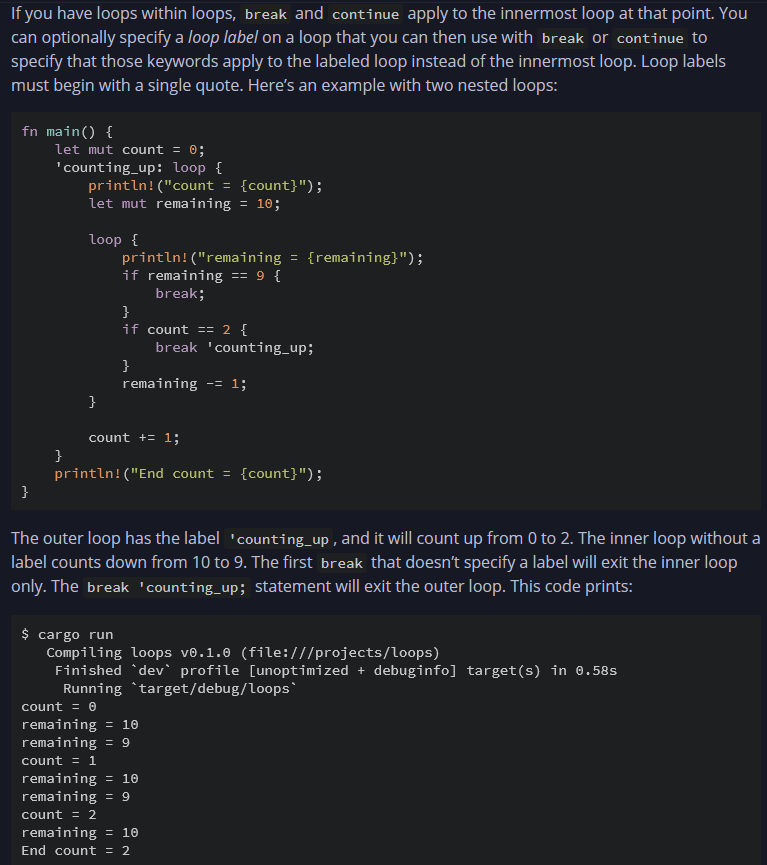 If you have loops within loops, break and continue apply to the innermost loop at that point. You
can optionally specify a loop label on a loop that you can then use with break or continue to
specify that those keywords apply to the labeled loop instead of the innermost loop. Loop labels
must begin with a single quote. Here’s an example with two nested loops:
fn main() {
    let mut count = 0;
    'counting_up: loop {
        println!("count = {count}");
        let mut remaining = 10;

        loop {
            println!("remaining = {remaining}");
            if remaining == 9 {
                break;
            }
            if count == 2 {
                break 'counting_up;
            }
            remaining -= 1;
        }

        count += 1;
    }
    println!("End count = {count}");
}
The outer loop has the label 'counting_up, and it will count up from 0 to 2. The inner loop without a
label counts down from 10 to 9. The first break that doesn’t specify a label will exit the inner loop
only. The break 'counting_up; statement will exit the outer loop. This code prints:
$ cargo run
   Compiling loops v0.1.0 (file:///projects/loops)
    Finished `dev` profile [unoptimized + debuginfo] target(s) in 0.58s
     Running `target/debug/loops`
count = 0
remaining = 10
remaining = 9
count = 1
remaining = 10
remaining = 9
count = 2
remaining = 10
End count = 2